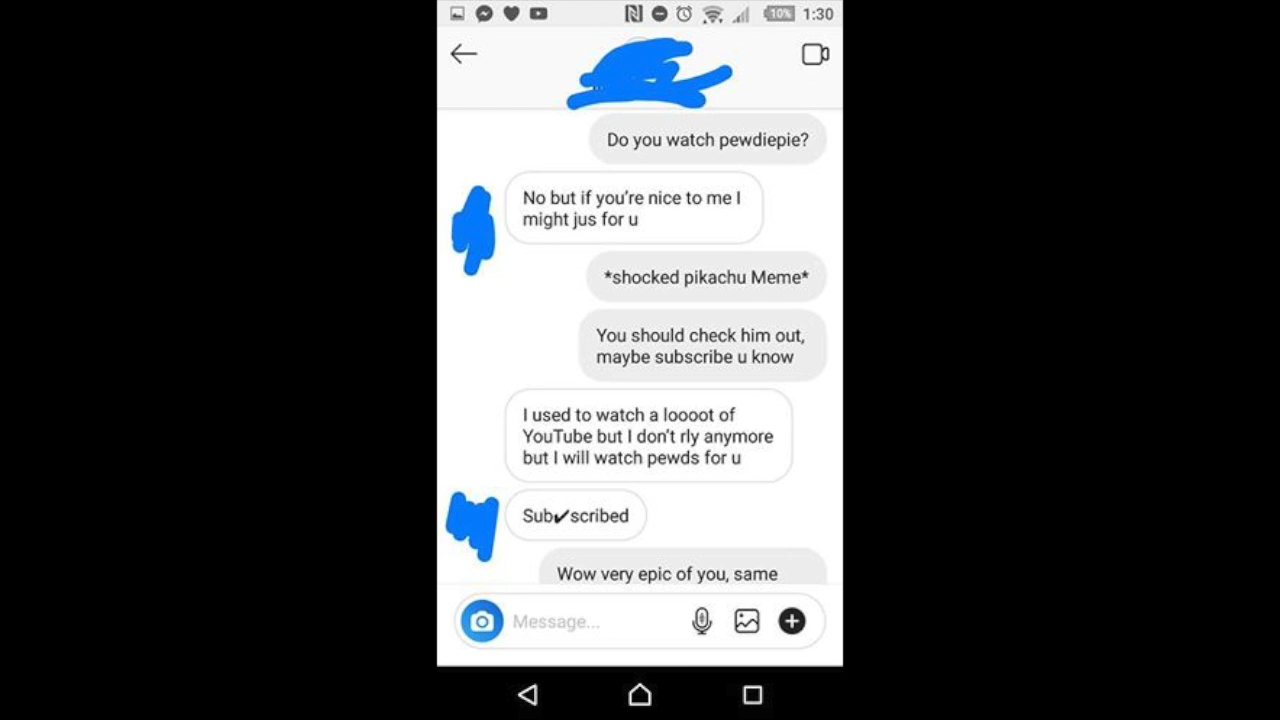 10% 1:30
Do you watch pewdiepie?
No but if you're nice to me I
might jus for u
*shocked pikachu Meme*
You should check him out,
maybe subscribe u know
I used to watch a loooot of
YouTube but I don't rly anymore
but I will watch pewds for u
Sub✔scribed
Wow very epic of you, same
Message...